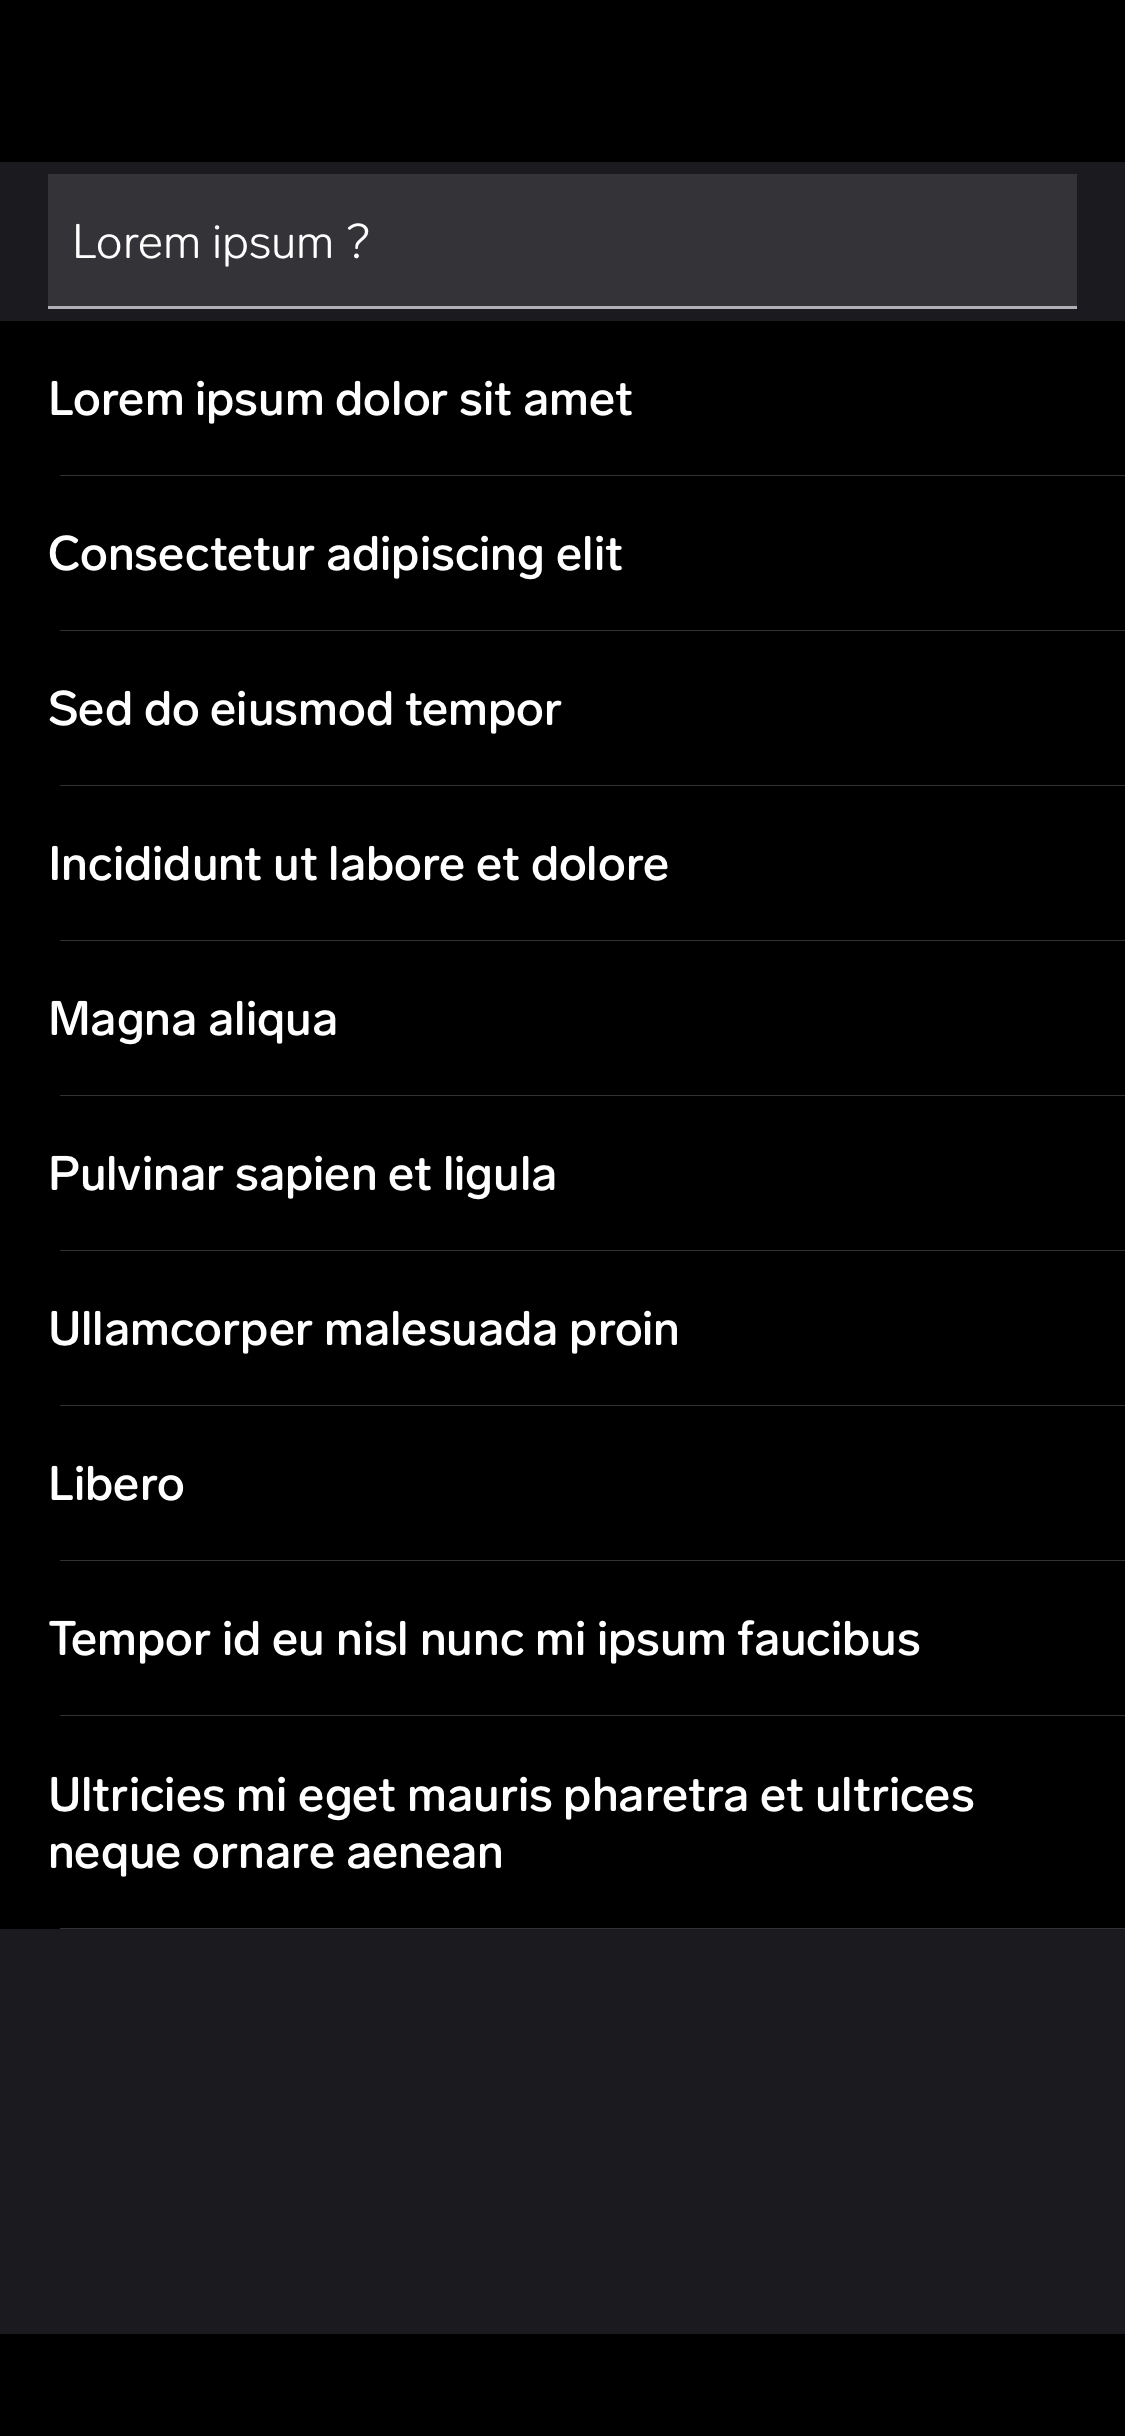 Lorem ipsum ?
Lorem ipsum dolor sit amet
Consectetur adipiscing elit
Sed do eiusmod tempor
Incididunt ut labore et dolore
Magna aliqua
Pulvinar sapien et ligula
Ullamcorper malesuada proin
Libero
Tempor id eu nisl nunc mi ipsum faucibus
Ultricies mi eget mauris pharetra et ultrices
neque ornare aenean